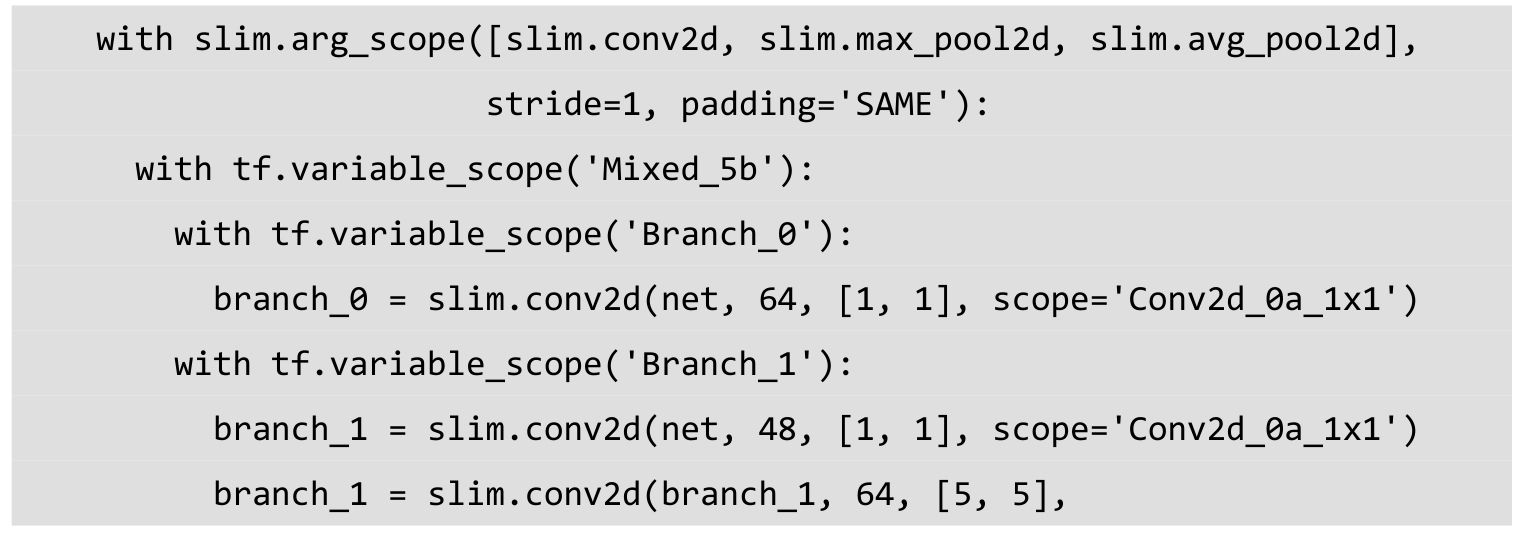 with slim.arg_scope([slim.conv2d, slim.max_pool2d, slim.avg_pool2d],
                    stride=1, padding='SAME'):
  with tf.variable_scope('Mixed_5b'):
    with tf.variable_scope('Branch_0'):
      branch_0 = slim.conv2d(net, 64, [1, 1], scope='Conv2d_0a_1x1')
    with tf.variable_scope('Branch_1'):
      branch_1 = slim.conv2d(net, 48, [1, 1], scope='Conv2d_0a_1x1')
      branch_1 = slim.conv2d(branch_1, 64, [5, 5],